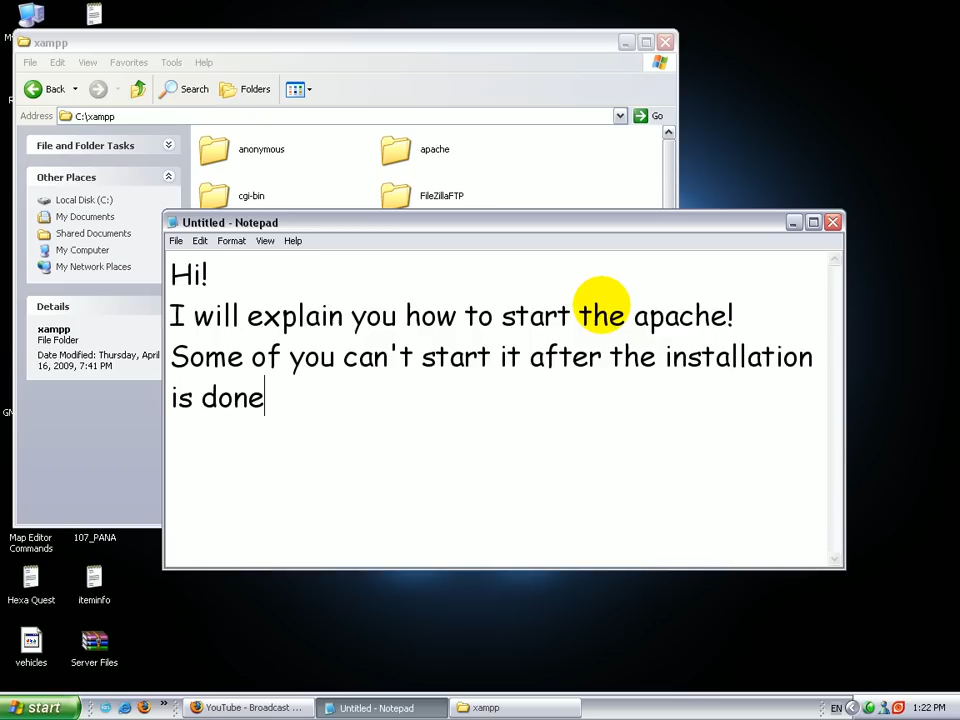 xampp
File Edit View Favorites Tools Help
Back Search Folders
Address C:\xampp Go
File and Folder Tasks
Other Places
Local Disk (C:)
My Documents
Shared Documents
My Computer
My Network Places
Details
xampp
File Folder
Date Modified: Thursday, April
16, 2009, 7:41 PM
anonymous apache
cgi-bin FileZillaFTP
Untitled - Notepad
File Edit Format View Help
Hi!
I will explain you how to start the apache!
Some of you can't start it after the installation
is done
Map Editor
Commands
107_PANA
Hexa Quest iteminfo
vehicles Server Files
start YouTube - Broadcast ... Untitled - Notepad xampp EN 1:22 PM